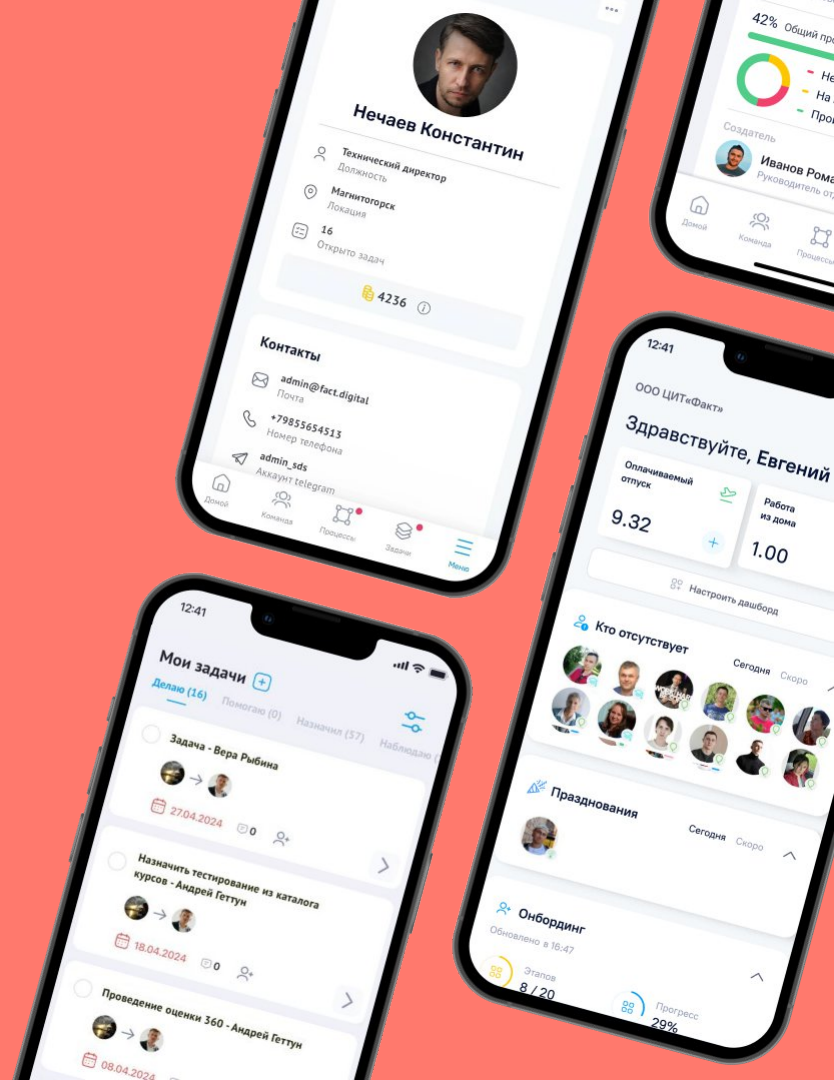 Нечаев Константин
Технический директор
Должность
Магнитогорск
Локация
16
Открыто задач
4236
Контакты
admin@fact.digital
Почта
+79855654513
Номер телефона
admin_sds
Аккаунт telegram
Домой
Команда
Процессы
Задачи
Меню
42% Общий про
Не
На
Прои
Создатель
Иванов Рома
Руководитель от
Домой
Команда
Процессы
12:41
ООО ЦИТ«Факт»
Здравствуйте, Евгений
Оплачиваемый
отпуск
9.32
Работа
из дома
1.00
Настроить дашборд
Кто отсутствует
Сегодня Скоро
Празднования
Сегодня Скоро
Онбординг
Обновлено в 16:47
Этапов
8 / 20
Прогресс
29%
12:41
Мои задачи
Делаю (16) Помогаю (0) Назначил (57) Наблюдаю (
Задача - Вера Рыбина
27.04.2024 0
Назначить тестирование из каталога
курсов - Андрей Геттун
18.04.2024 0
Проведение оценки 360 - Андрей Геттун
08.04.2024